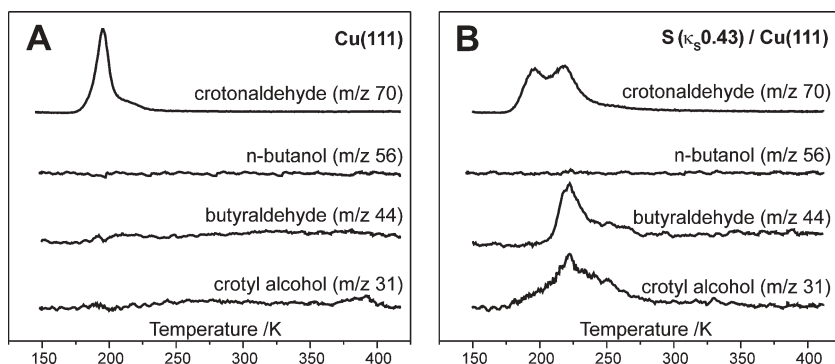 A
Cu(111)
crotonaldehyde (m/z 70)
n-butanol (m/z 56)
butyraldehyde (m/z 44)
crotyl alcohol (m/z 31)
Temperature /K
150 200 250 300 350 400
B
S (κS0.43) / Cu(111)
crotonaldehyde (m/z 70)
n-butanol (m/z 56)
butyraldehyde (m/z 44)
crotyl alcohol (m/z 31)
Temperature /K
150 200 250 300 350 400